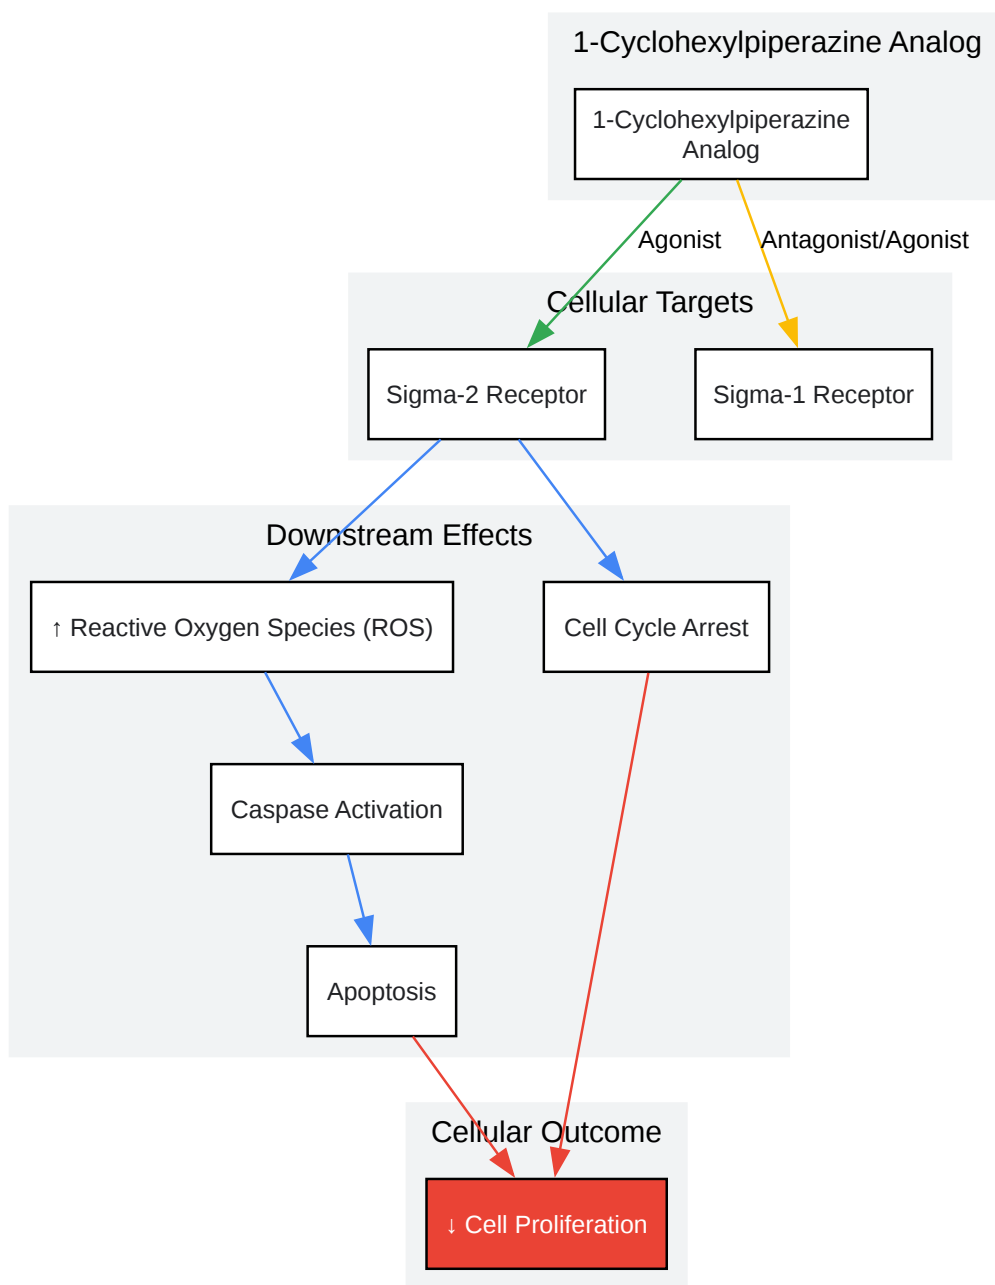 1-Cyclohexylpiperazine Analog
1-Cyclohexylpiperazine
Analog
Agonist
Antagonist/Agonist
Cellular Targets
Sigma-2 Receptor
Sigma-1 Receptor
Downstream Effects
↑ Reactive Oxygen Species (ROS)
Cell Cycle Arrest
Caspase Activation
Apoptosis
Cellular Outcome
↓ Cell Proliferation